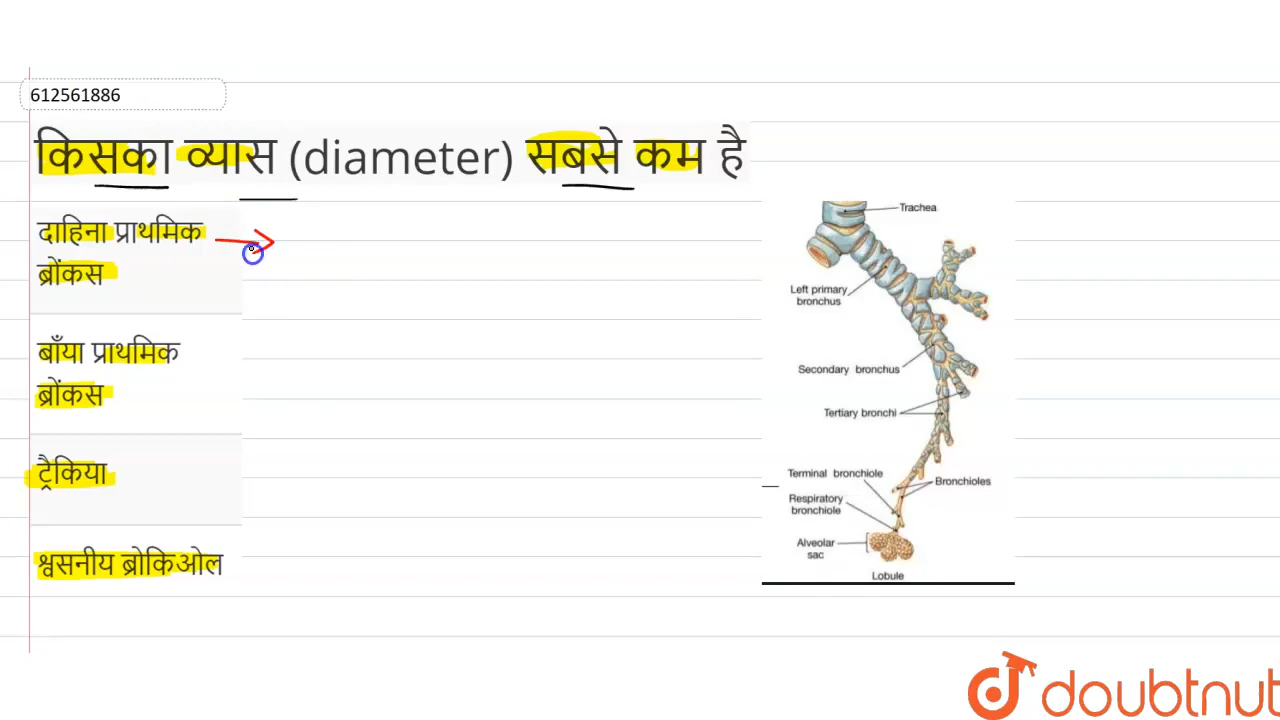 612561886
किसका व्यास (diameter) सबसे कम है
दाहिना प्राथमिक
ब्रोंकस
बाँया प्राथमिक
ब्रोंकस
ट्रैकिया
श्वसनीय ब्रोकिओल
Trachea
Left primary
bronchus
Secondary bronchus
Tertiary bronchi
Terminal bronchiole
Bronchioles
Respiratory
bronchiole
Alveolar
sac
Lobule
doubtnut